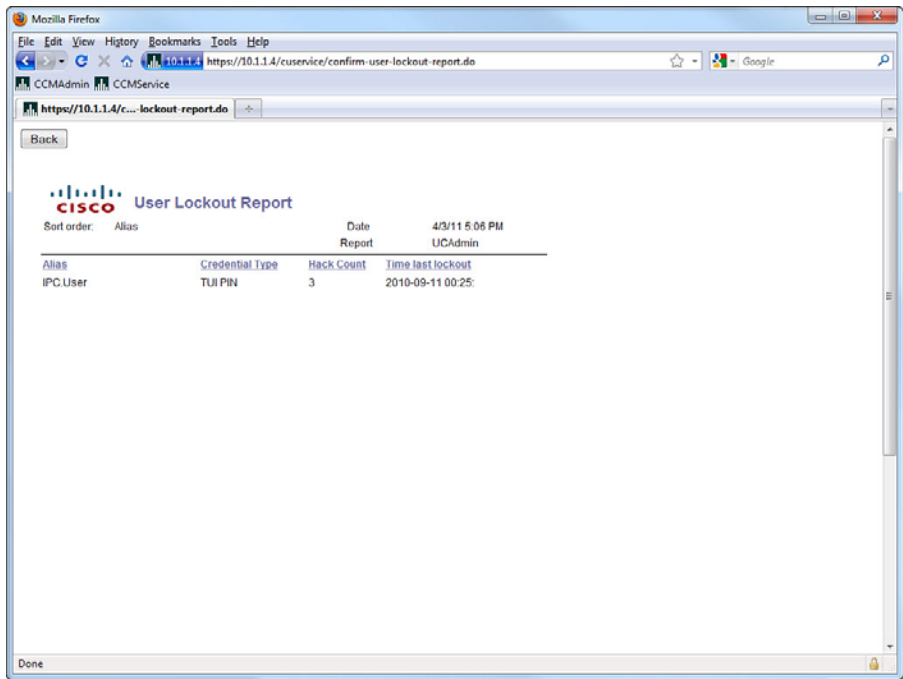 Mozilla Firefox
File Edit View History Bookmarks Tools Help
10.1.1.4 https://10.1.1.4/cuservice/confirm-user-lockout-report.do Google
CCMAdmin CCMService
https://10.1.1.4/c...-lockout-report.do
Back
CISCO User Lockout Report
Sort order: Alias Date 4/3/11 5:06 PM
Report UCAdmin
Alias Credential Type Hack Count Time last lockout
IPC.User TUI PIN 3 2010-09-11 00:25:
Done